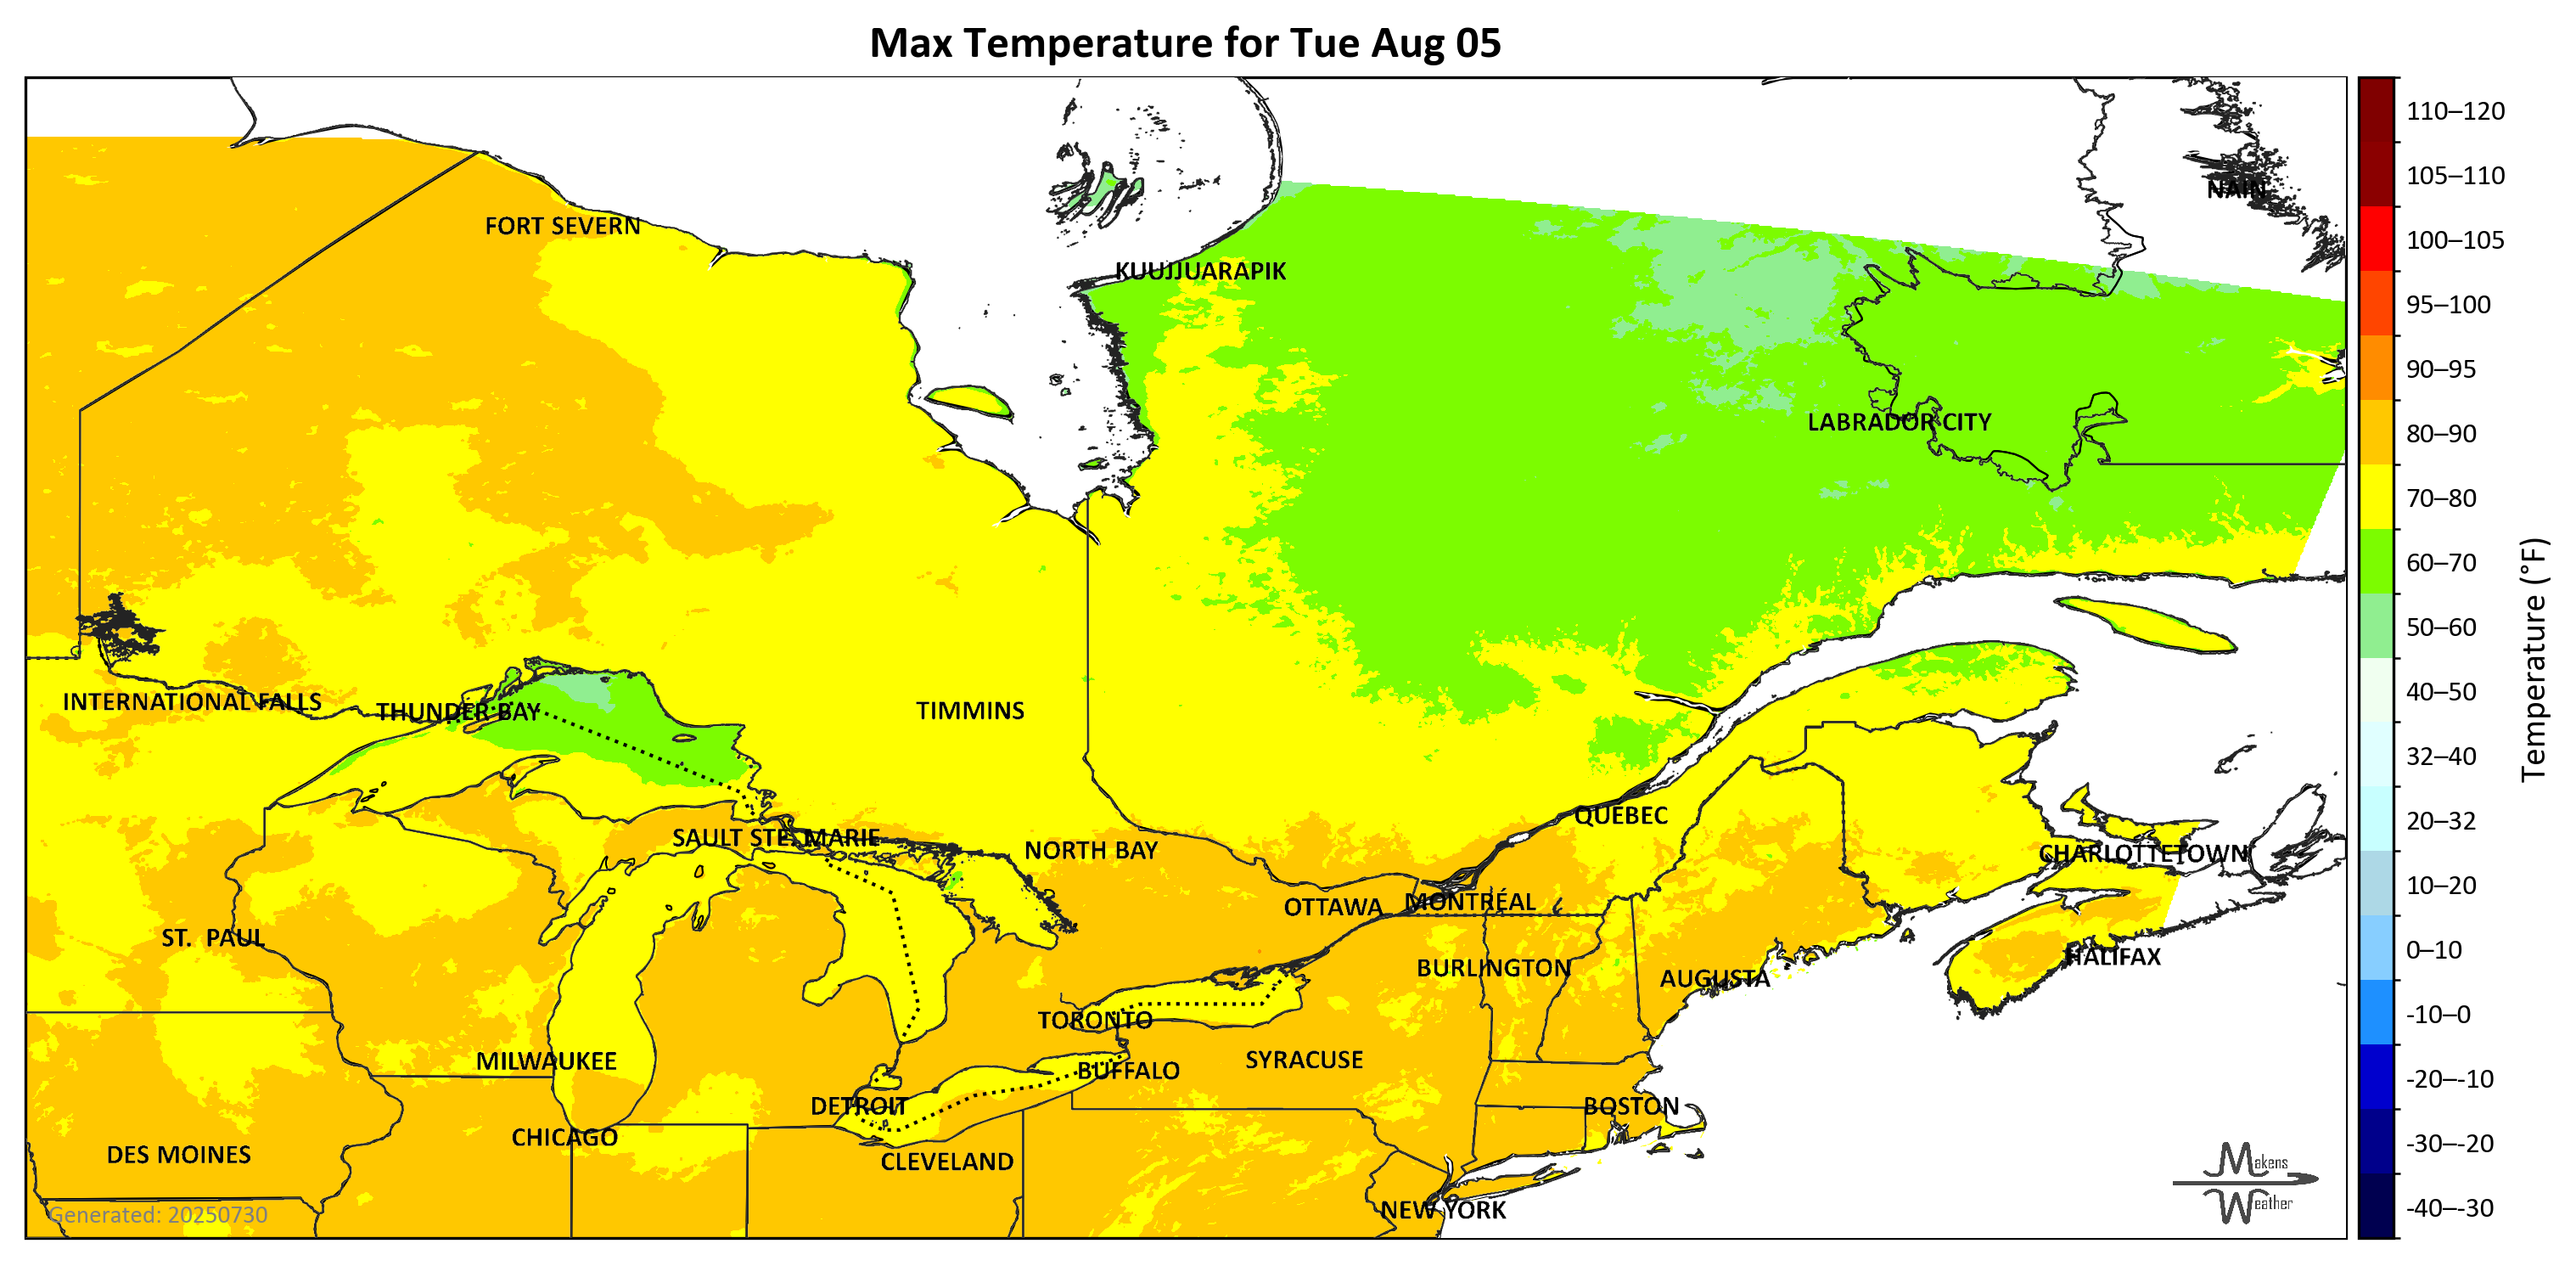 Max Temperature for Tue Aug 05
NAIN
FORT SEVERN
KUUJJUARAPIK
LABRADOR CITY
INTERNATIONAL FALLS
THUNDER BAY
TIMMINS
QUEBEC
SAULT STE. MARIE
NORTH BAY
CHARLOTTETOWN
OTTAWA
MONTRÉAL
ST. PAUL
HALIFAX
BURLINGTON
AUGUSTA
TORONTO
MILWAUKEE
SYRACUSE
BUFFALO
DETROIT
BOSTON
CHICAGO
DES MOINES
CLEVELAND
NEW YORK
Generated: 20250730
Makens
Weather
110–120
105–110
100–105
95–100
90–95
80–90
70–80
60–70
50–60
40–50
32–40
20–32
10–20
0–10
-10–0
-20–-10
-30–-20
-40–-30
Temperature (°F)